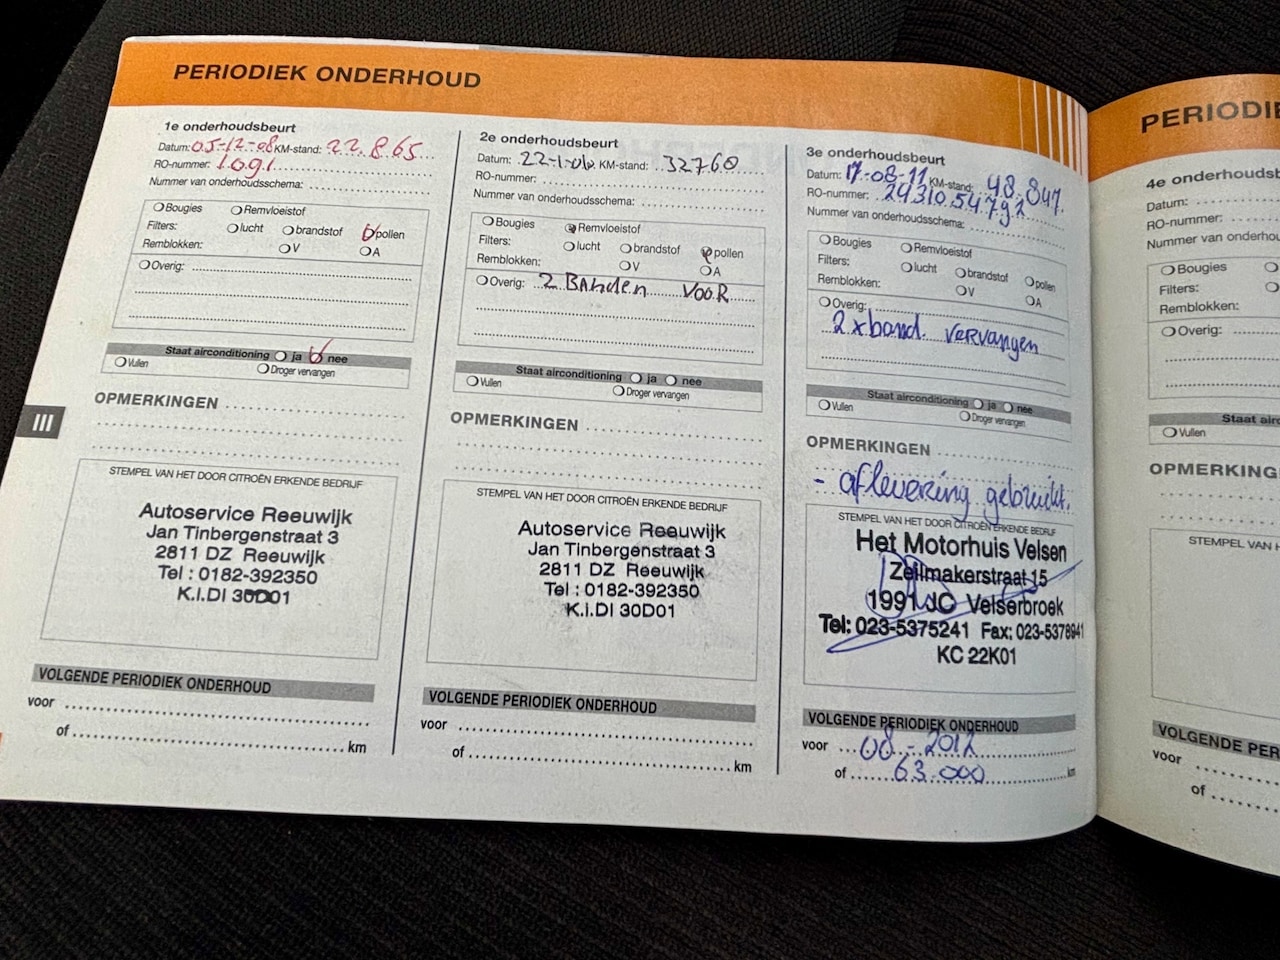 PERIODIEK ONDERHOUD
1e onderhoudsbeurt
Datum: 05-12-08 KM-stand: 22.865
RO-nummer: 1091
Nummer van onderhoudsschema:
Bougies Remvloeistof
Filters: lucht brandstof pollen
Remblokken: V A
Overig:
Staat airconditioning ja nee
Vullen Droger vervangen
OPMERKINGEN
STEMPEL VAN HET DOOR CITROËN ERKENDE BEDRIJF
Autoservice Reeuwijk
Jan Tinbergenstraat 3
2811 DZ Reeuwijk
Tel : 0182-392350
K.i.DI 30D01
VOLGENDE PERIODIEK ONDERHOUD
voor
of km
2e onderhoudsbeurt
Datum: KM-stand: 32760
RO-nummer:
Nummer van onderhoudsschema:
Bougies Remvloeistof
Filters: lucht brandstof pollen
Remblokken: V A
Overig: 2 Banden VOOR
Staat airconditioning ja nee
Vullen Droger vervangen
OPMERKINGEN
STEMPEL VAN HET DOOR CITROËN ERKENDE BEDRIJF
Autoservice Reeuwijk
Jan Tinbergenstraat 3
2811 DZ Reeuwijk
Tel : 0182-392350
K.i.DI 30D01
VOLGENDE PERIODIEK ONDERHOUD
voor
of km
3e onderhoudsbeurt
Datum: 17-08-11 KM-stand: 48.847
RO-nummer: 2431054792
Nummer van onderhoudsschema:
Bougies Remvloeistof
Filters: lucht brandstof pollen
Remblokken: V A
Overig:
2x band vervangen
Staat airconditioning ja nee
Vullen Droger vervangen
OPMERKINGEN
- aflevering gebruikt.
STEMPEL VAN HET DOOR CITROËN ERKENDE BEDRIJF
Het Motorhuis Velsen
Zeilmakerstraat 15
1991 JC Velserbroek
Tel: 023-5375241 Fax: 023-5378941
KC 22K01
VOLGENDE PERIODIEK ONDERHOUD
voor 08-2012
of 63.000 km
III
PERIODIE
4e onderhoudsb
Datum:
RO-nummer:
Nummer van onderhou
Bougies
Filters:
Remblokken:
Overig:
Staat airc
Vullen
OPMERKING
STEMPEL VAN H
VOLGENDE PER
voor
of